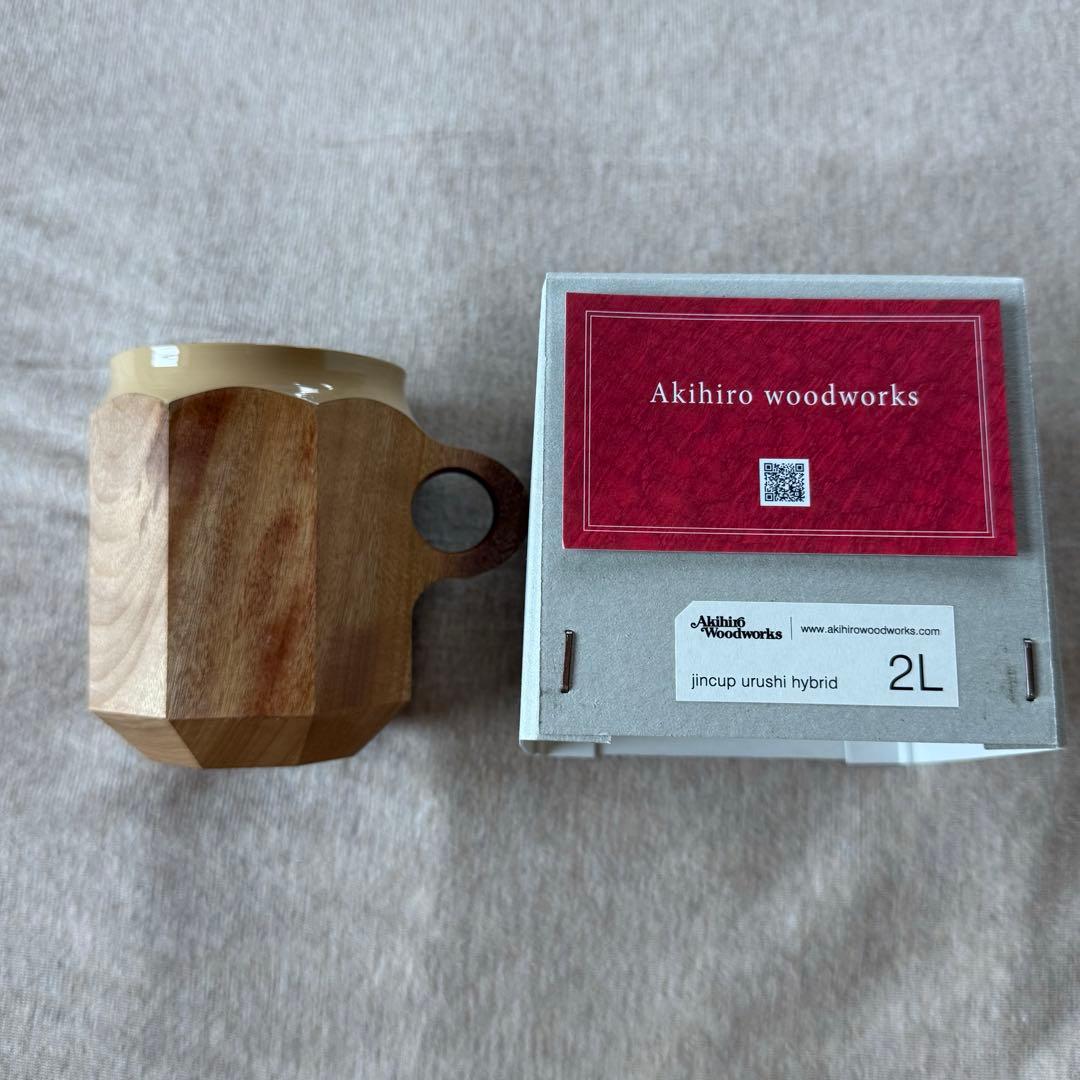 Akihiro woodworks
Akihiro
Woodworks
www.akihirowoodworks.com
jincup urushi hybrid
2L